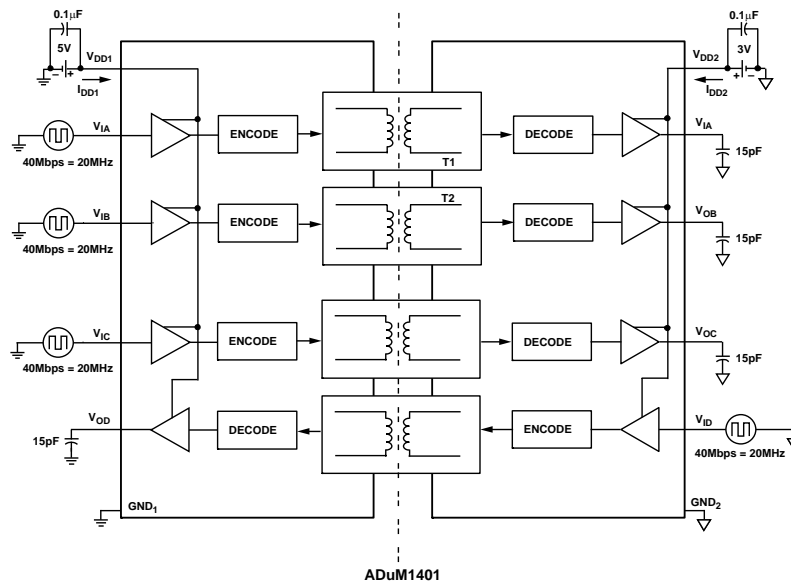 0.1µF
0.1µF
5V
3V
VDD1
VDD2
IDD1
IDD2
VIA
ENCODE
DECODE
VIA
40Mbps = 20MHz
T1
15pF
T2
VIB
ENCODE
DECODE
VOB
40Mbps = 20MHz
15pF
VIC
ENCODE
DECODE
VOC
40Mbps = 20MHz
15pF
VOD
DECODE
ENCODE
VID
15pF
40Mbps = 20MHz
GND1
GND2
ADuM1401